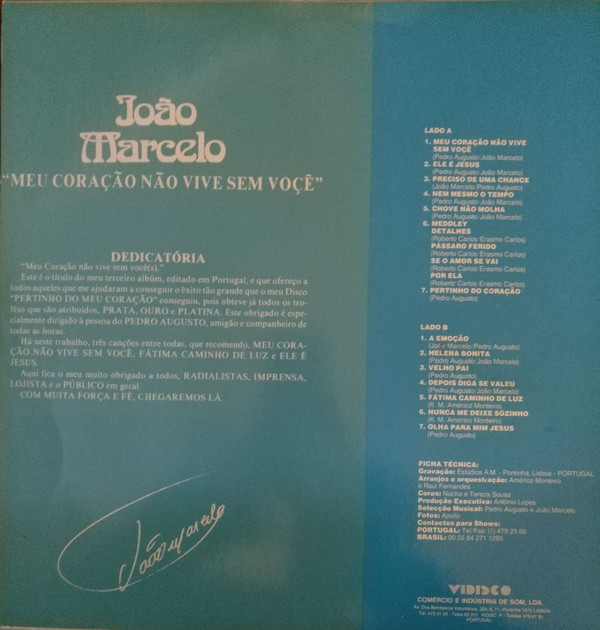 João
Marcelo
"MEU CORAÇÃO NÃO VIVE SEM VOÇÊ"
DEDICATÓRIA
"Meu Coração não vive sem você(s)."
Este é o título do meu terceiro albúm, editado em Portugal, e que ofereço a
todos aqueles que me ajudaram a conseguir o êxito tão grande que o meu Disco
"PERTINHO DO MEU CORAÇÃO" conseguiu, pois obteve já todos os tro-
féus que são atribuídos, PRATA, OURO e PLATINA. Este obrigado é espe-
cialmente dirigido à pessoa do PEDRO AUGUSTO, amigão e companheiro de
todas as horas.
Há neste trabalho, três canções entre todas, que recomendo, MEU CORA-
ÇÃO NÃO VIVE SEM VOCÊ, FÁTIMA CAMINHO DE LUZ e ELE É
JESUS.
Aqui fica o meu muito obrigado a todos, RADIALISTAS, IMPRENSA,
LOJISTA e o PÚBLICO em geral.
COM MUITA FORÇA E FÉ, CHEGAREMOS LÁ.
João Marcelo
LADO A
1. MEU CORAÇÃO NÃO VIVE
SEM VOCÊ
(Pedro Augusto/João Marcelo)
2. ELE É JESUS
(Pedro Augusto)
3. PRECISO DE UMA CHANCE
(João Marcelo/Pedro Augusto)
4. NEM MESMO O TEMPO
(Pedro Augusto/João Marcelo)
5. CHOVE NÃO MOLHA
(Pedro Augusto/João Marcelo)
6. MEDDLEY
DETALHES
(Roberto Carlos/Erasmo Carlos)
PÁSSARO FERIDO
(Roberto Carlos/Erasmo Carlos)
SE O AMOR SE VAI
(Roberto Carlos/Erasmo Carlos)
POR ELA
(Roberto Carlos/Erasmo Carlos)
7. PERTINHO DO CORAÇÃO
(Pedro Augusto)
LADO B
1. A EMOÇÃO
Marcelo/Pedro Augusto)
2. HELENA BONITA
(Pedro Augusto/João Marcelo)
3. VELHO PAI
(Pedro Augusto)
4. DEPOIS DIGA SE VALEU
(Pedro Augusto/João Marcelo)
5. FÁTIMA CAMINHO DE LUZ
(K. M./Américo Monteiro)
6. NUNCA ME DEIXE SÓZINHO
(K. M./Américo Monteiro)
7. OLHA PARA MIM JESUS
(Pedro Augusto)
FICHA TÉCNICA:
Gravação: Estúdios A.M. - Pontinha, Lisboa - PORTUGAL
Arranjos o orquestração: Américo Monteiro
e Raul Fernandes
Coros: Nucha e Tereza Sousa
Produção Executiva: António Lopes
Selecção Musical: Pedro Augusto e João Marcelo
Fotos: Apollo
Contactos para Shows:
PORTUGAL: Tel/Fax: (1) 479 25 66
BRASIL: 00 55 84 271 1285
VIDISCO
COMÉRCIO E INDÚSTRIA DE SOM, LDA.
Av. Dos Bombeiros Voluntários, Pontinha 1675 LISBOA
PORTUGAL